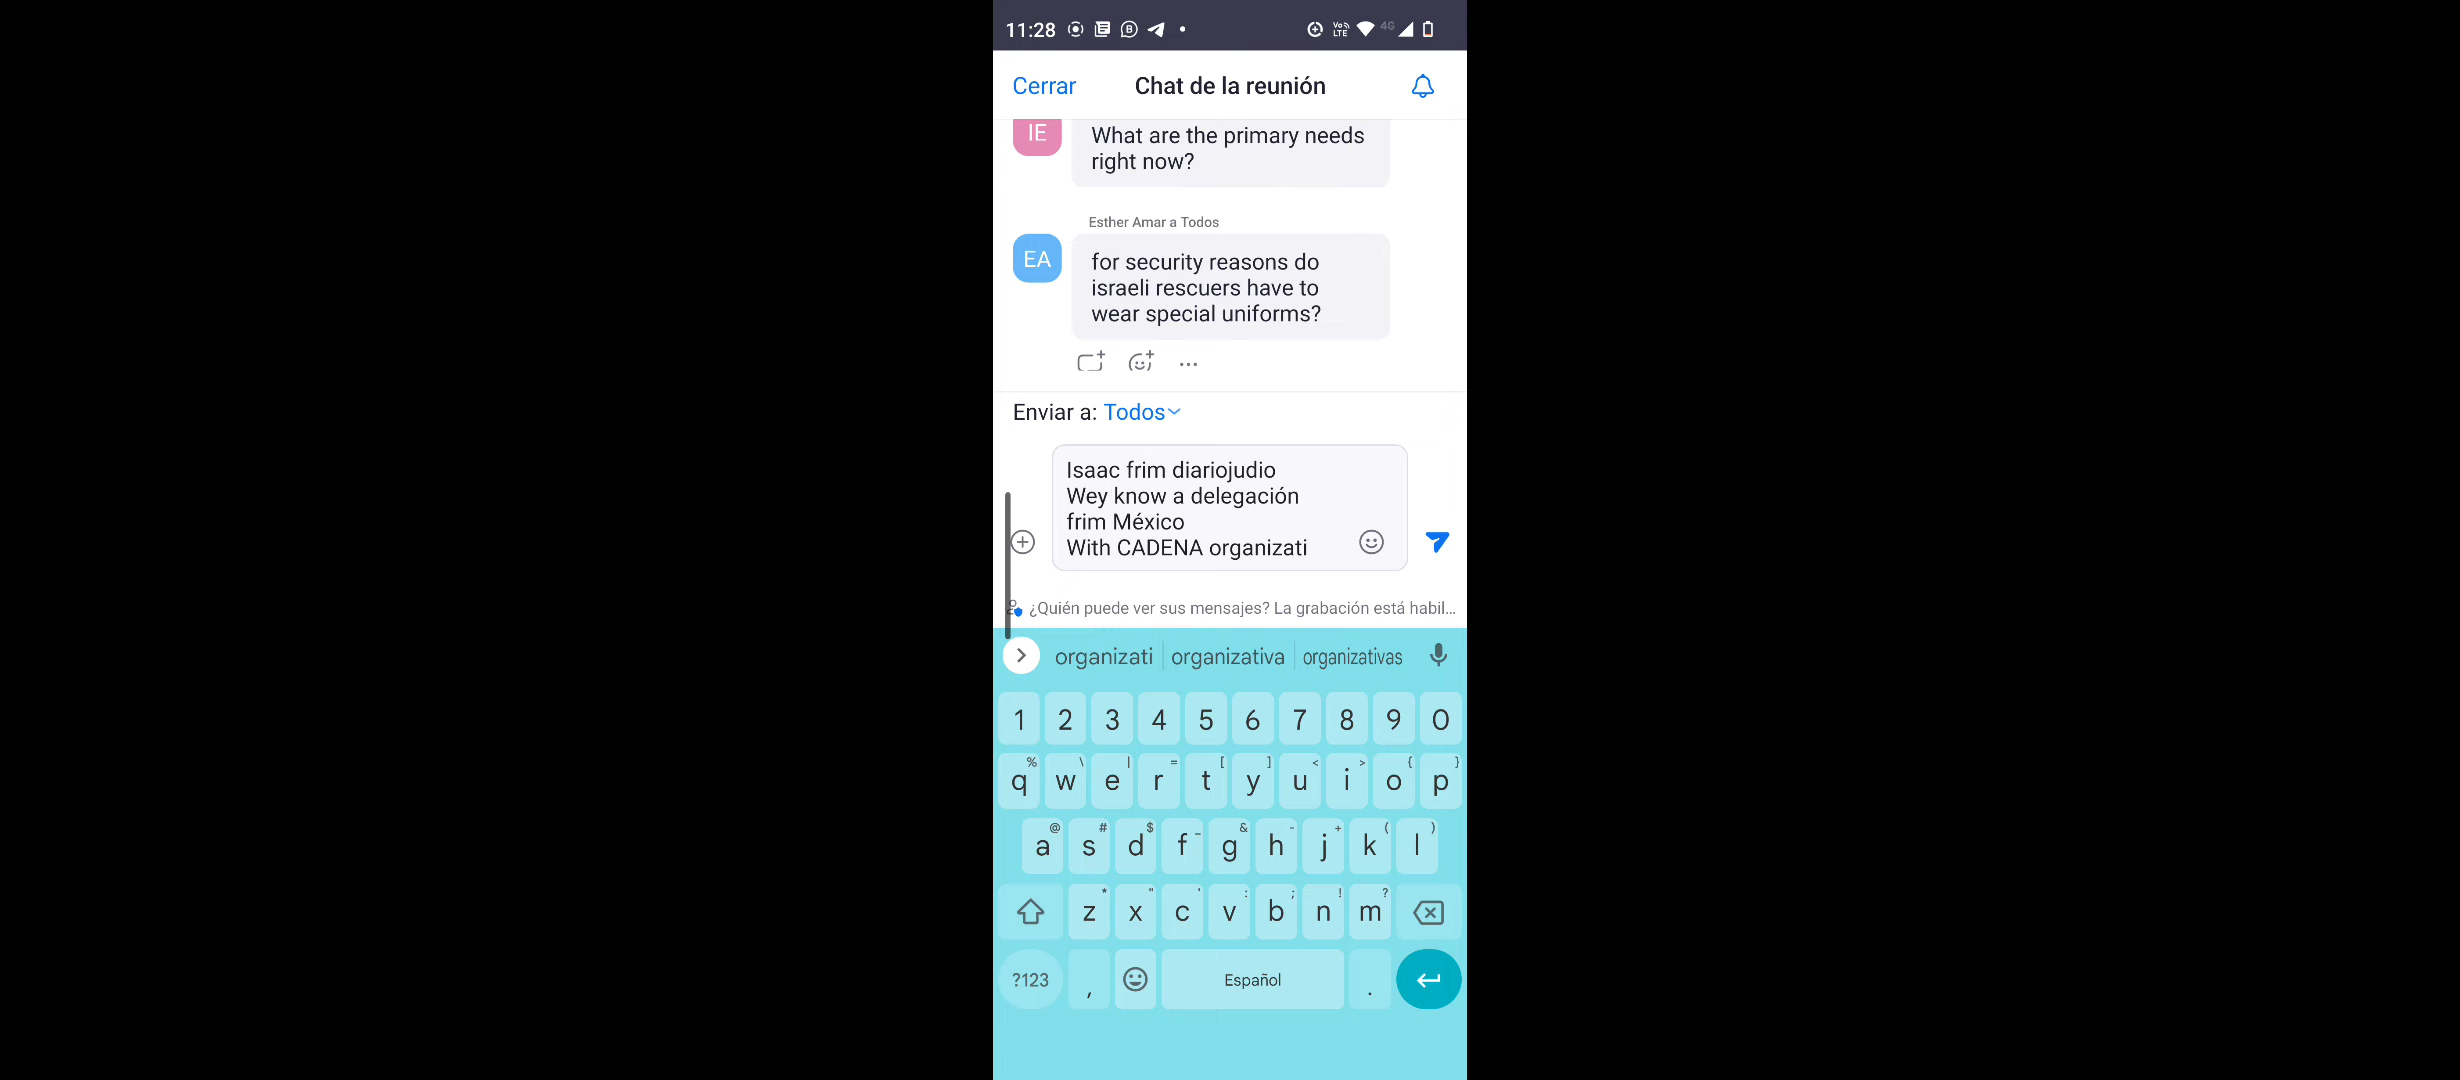 11:28
Vo)) LTE
4G
Cerrar
Chat de la reunión
IE
What are the primary needs
right now?
Esther Amar a Todos
EA
for security reasons do
israeli rescuers have to
wear special uniforms?
Enviar a: Todos
Isaac frim diariojudio
Wey know a delegación
frim México
With CADENA organizati
¿Quién puede ver sus mensajes? La grabación está habil...
organizati organizativa organizativas
1 2 3 4 5 6 7 8 9 0
% \ | = [ ] < > { }
q w e r t y u i o p
@ # $ _ & - + ( )
a s d f g h j k l
* " ' : ; ! ?
z x c v b n m
?123 , Español .